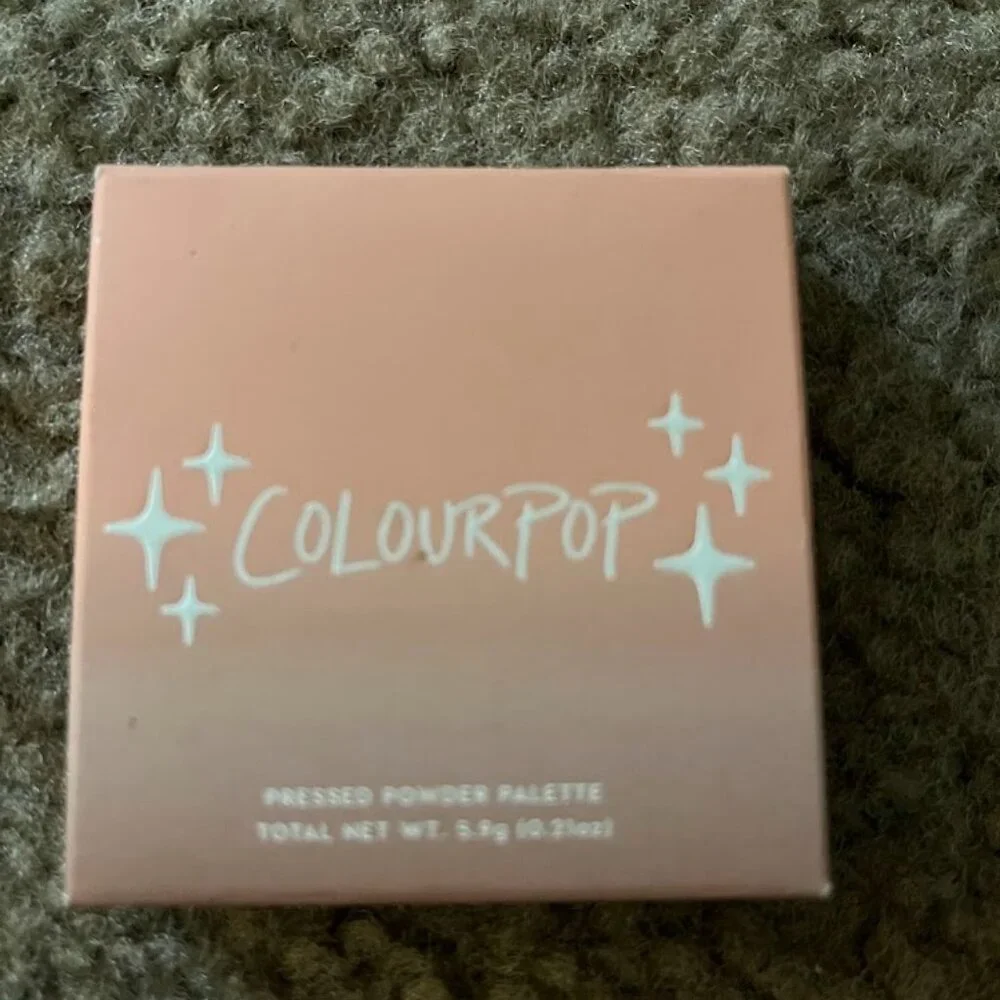 COLOURPOP
PRESSED POWDER PALETTE
TOTAL NET WT. 5.9g (0.21oz)